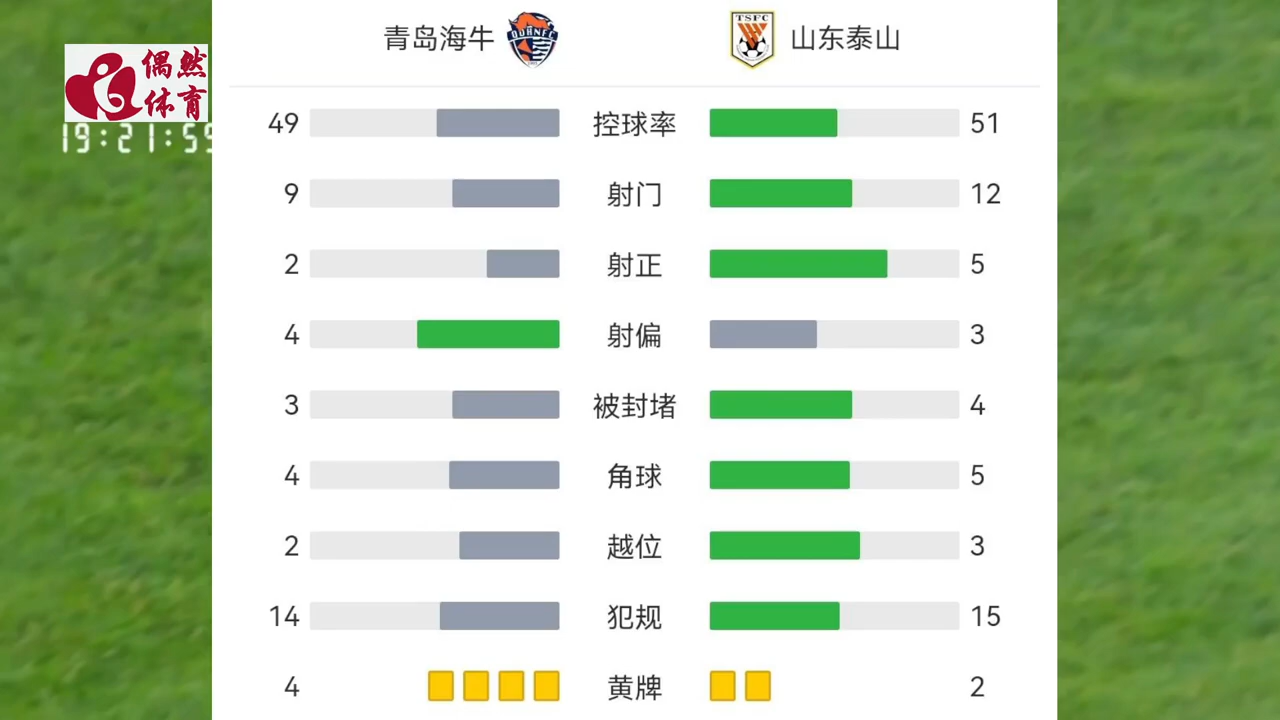 青岛海牛
QDHNFC
TSFC
山东泰山
偶然
体育
19:21:59
49 控球率 51
9 射门 12
2 射正 5
4 射偏 3
3 被封堵 4
4 角球 5
2 越位 3
14 犯规 15
4 黄牌 2